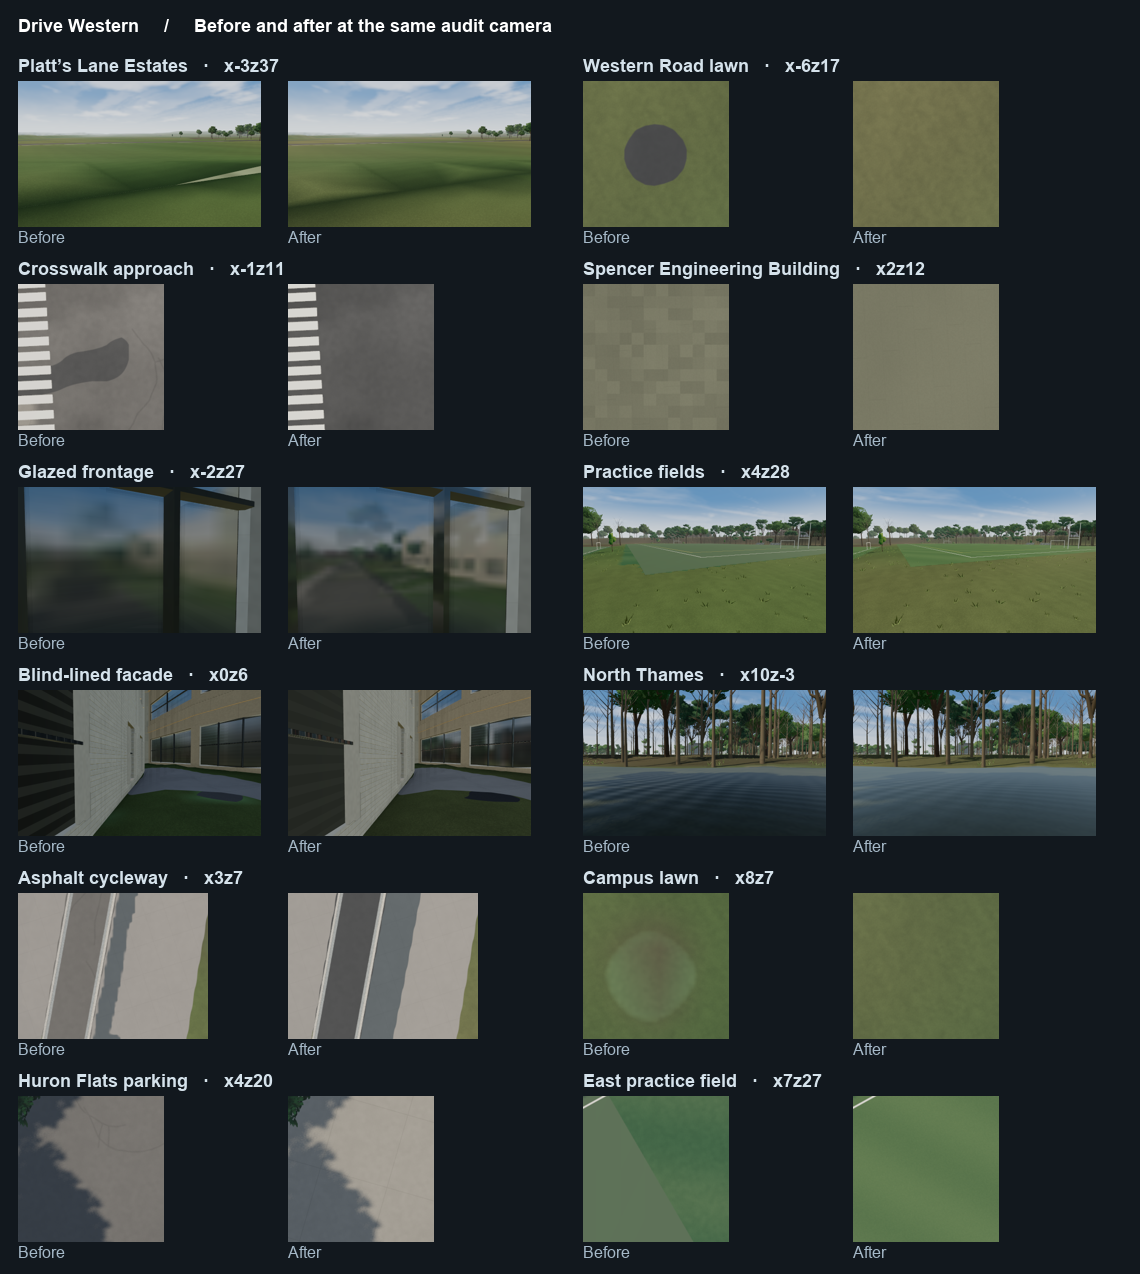 Drive Western / Before and after at the same audit camera
Platt’s Lane Estates · x-3z37
Before After
Western Road lawn · x-6z17
Before After
Crosswalk approach · x-1z11
Before After
Spencer Engineering Building · x2z12
Before After
Glazed frontage · x-2z27
Before After
Practice fields · x4z28
Before After
Blind-lined facade · x0z6
Before After
North Thames · x10z-3
Before After
Asphalt cycleway · x3z7
Before After
Campus lawn · x8z7
Before After
Huron Flats parking · x4z20
Before After
East practice field · x7z27
Before After